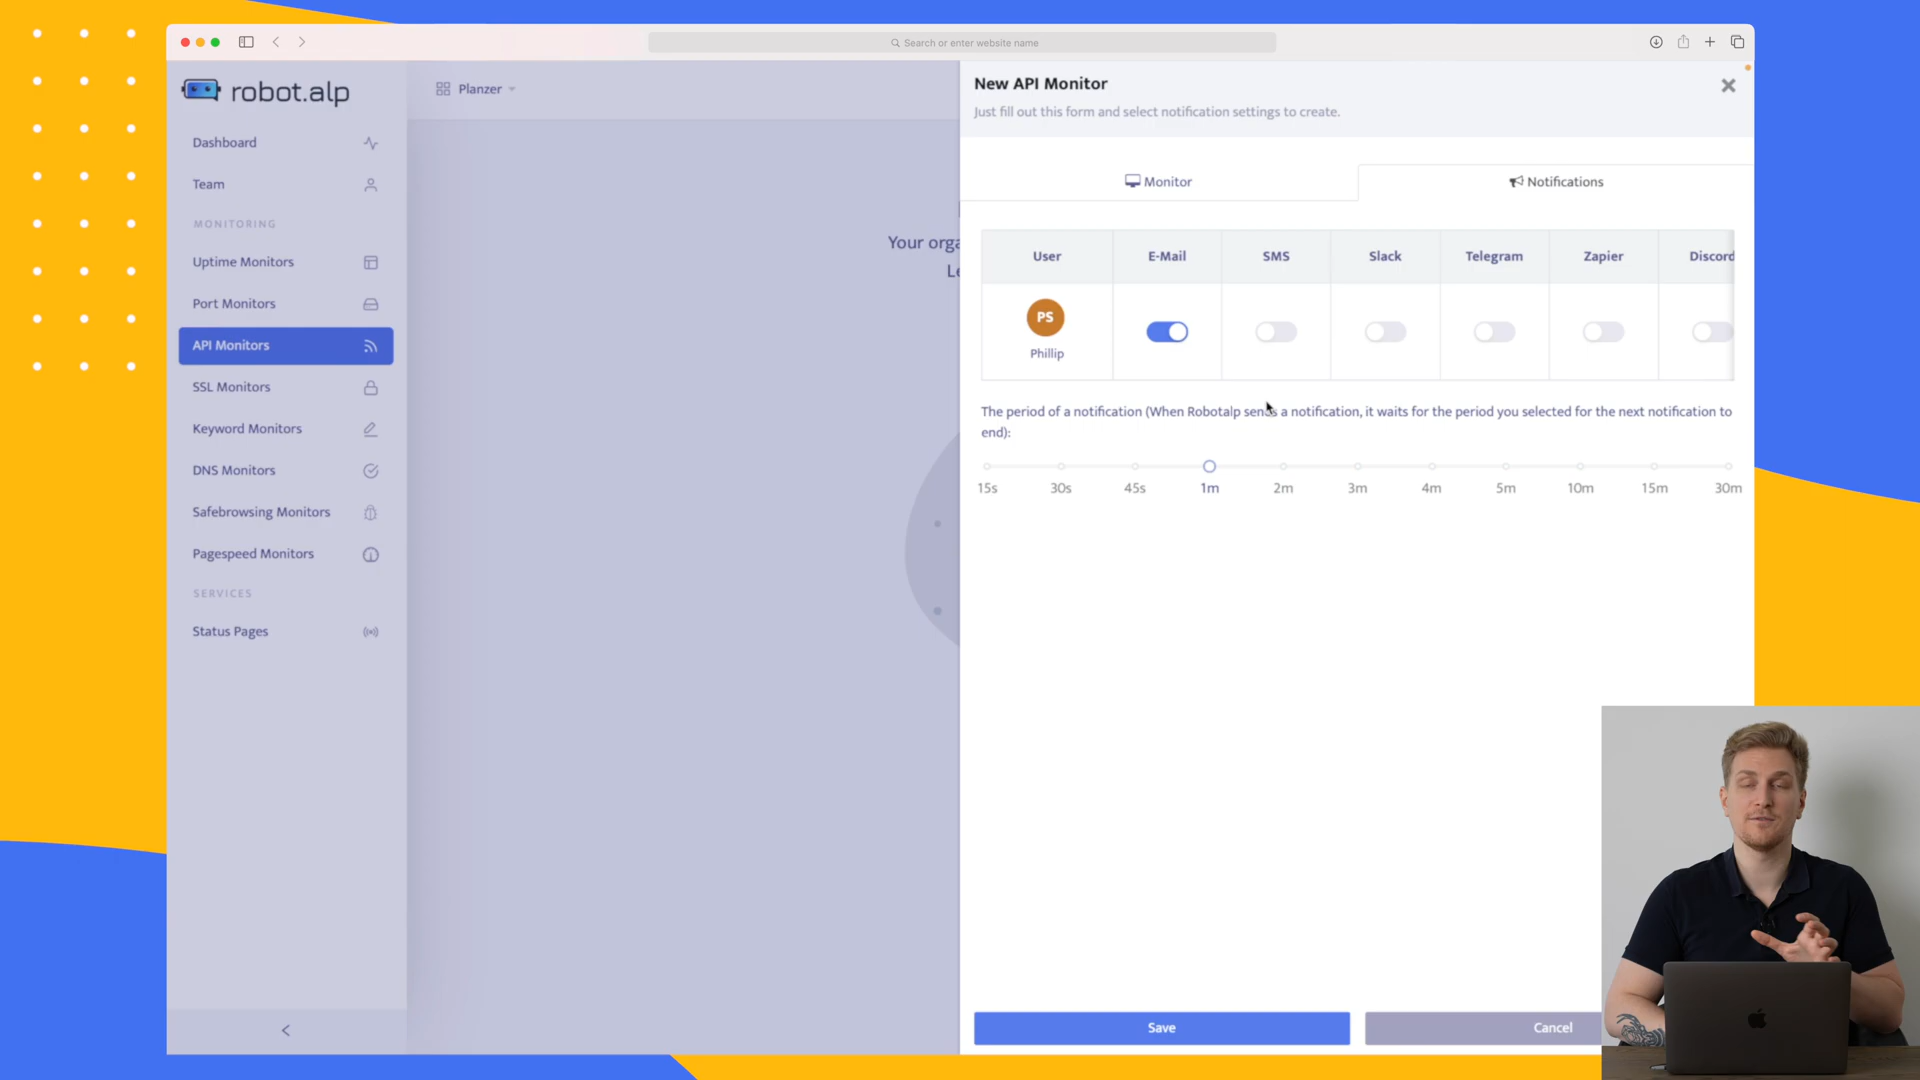 Search or enter website name
robot.alp
Planzer
Dashboard
Team
MONITORING
Uptime Monitors
Port Monitors
API Monitors
SSL Monitors
Keyword Monitors
DNS Monitors
Safebrowsing Monitors
Pagespeed Monitors
SERVICES
Status Pages
Your orga
Le
New API Monitor
Just fill out this form and select notification settings to create.
Monitor
Notifications
User E-Mail SMS Slack Telegram Zapier Discord
PS
Phillip
The period of a notification (When Robotalp sends a notification, it waits for the period you selected for the next notification to
end):
15s 30s 45s 1m 2m 3m 4m 5m 10m 15m 30m
Save
Cancel